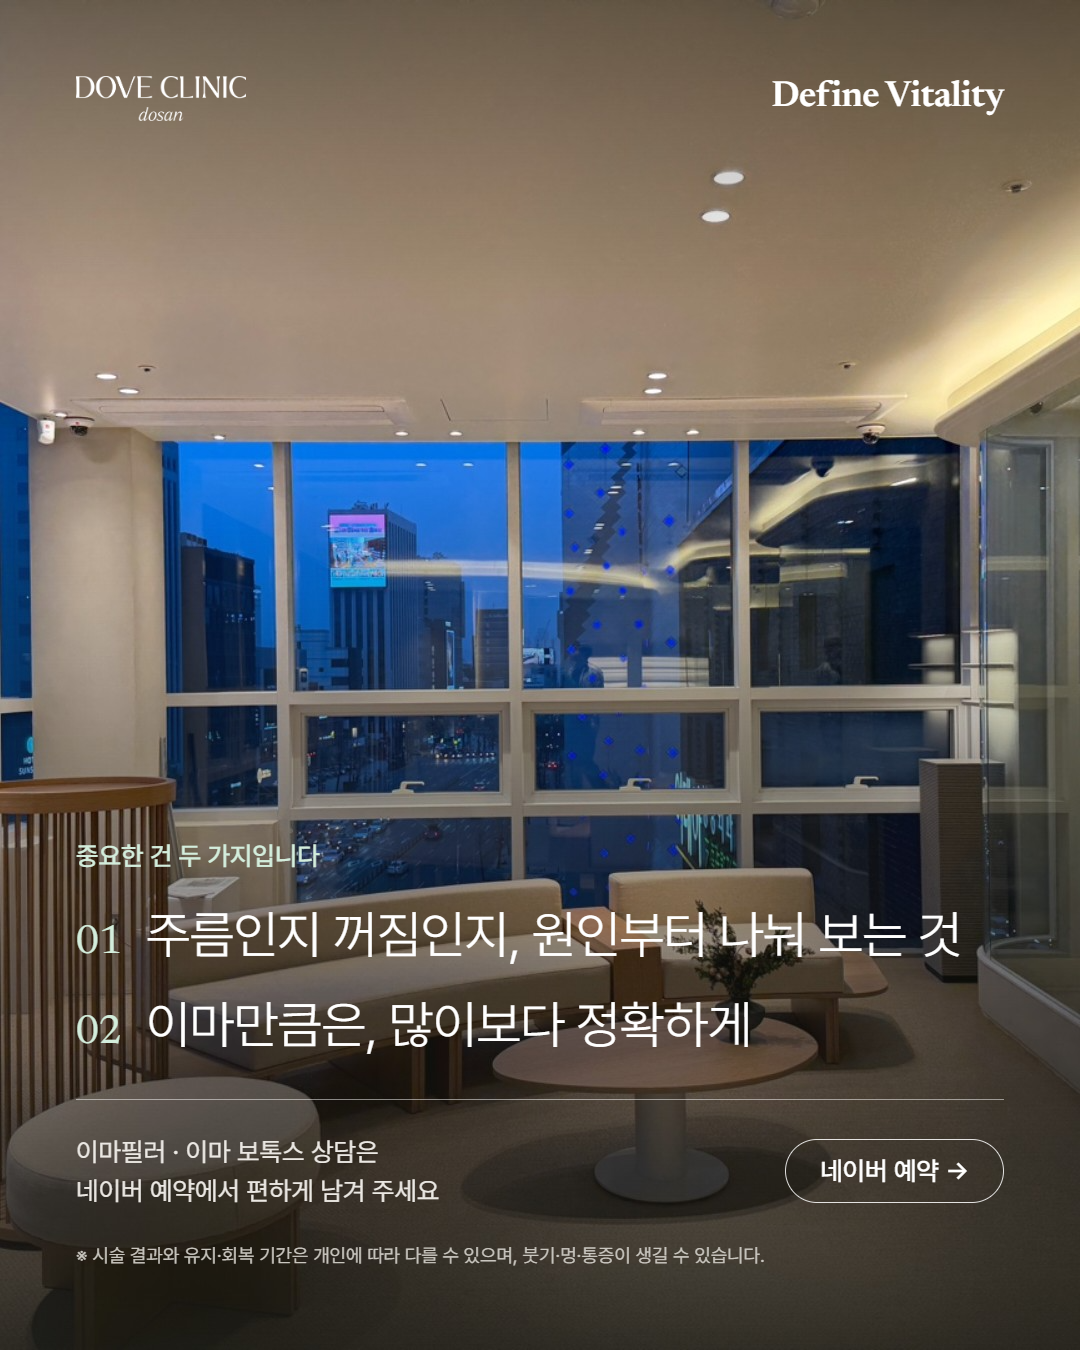 DOVE CLINIC
dosan
Define Vitality
중요한 건 두 가지입니다
01 주름인지 꺼짐인지, 원인부터 나눠 보는 것
02 이마만큼은, 많이보다 정확하게
이마필러 · 이마 보톡스 상담은
네이버 예약에서 편하게 남겨 주세요
네이버 예약 →
※ 시술 결과와 유지·회복 기간은 개인에 따라 다를 수 있으며, 붓기·멍·통증이 생길 수 있습니다.